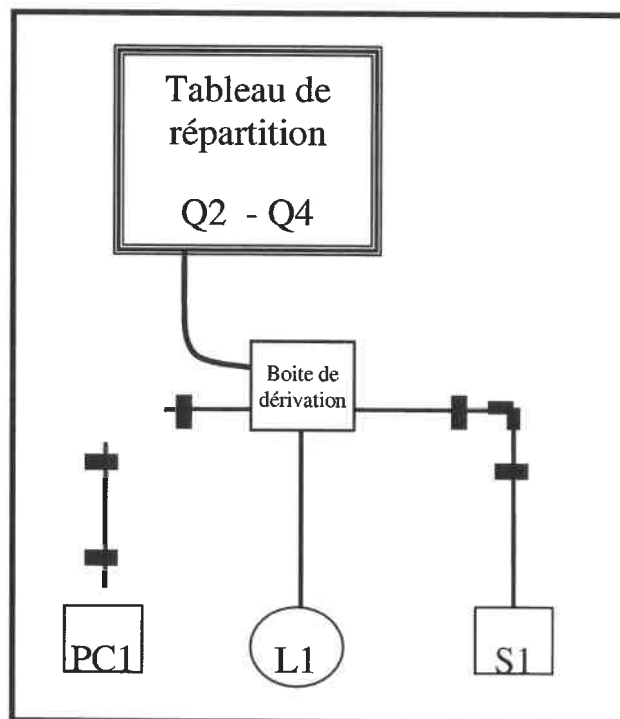 Tableau de
répartition
Q2 - Q4
Boite de
dérivation
PC1
L1
S1